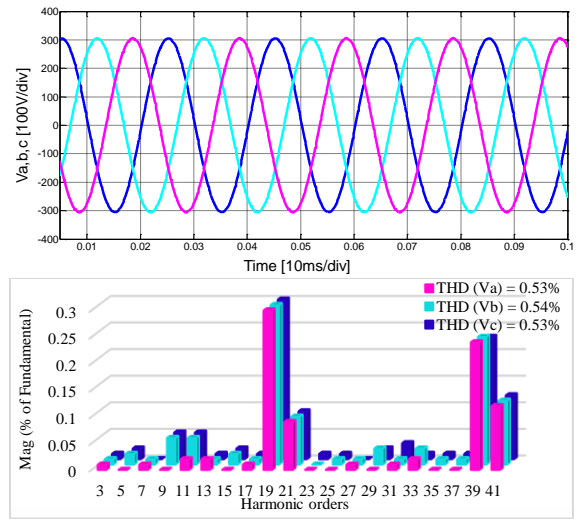 400
300
200
100
0
-100
-200
-300
-400
Va,b,c [100V/div]
0.01 0.02 0.03 0.04 0.05 0.06 0.07 0.08 0.09 0.1
Time [10ms/div]
THD (Va) = 0.53%
THD (Vb) = 0.54%
THD (Vc) = 0.53%
0.3
0.25
0.2
0.15
0.1
0.05
0
Mag (% of Fundamental)
3 5 7 9 11 13 15 17 19 21 23 25 27 29 31 33 35 37 39 41
Harmonic orders